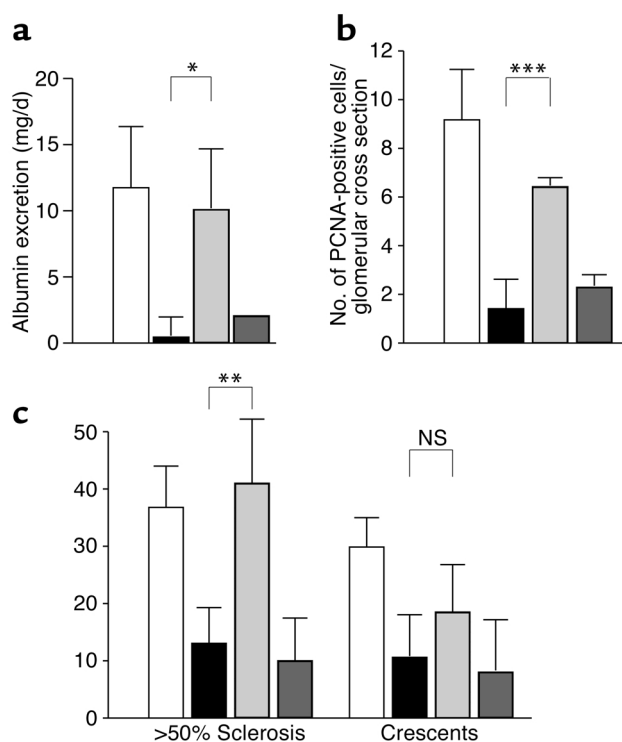 a
Albumin excretion (mg/d)
20
15
10
5
0
*
b
No. of PCNA-positive cells/
glomerular cross section
12
10
8
6
4
2
0
***
c
50
40
30
20
10
0
**
NS
>50% Sclerosis
Crescents